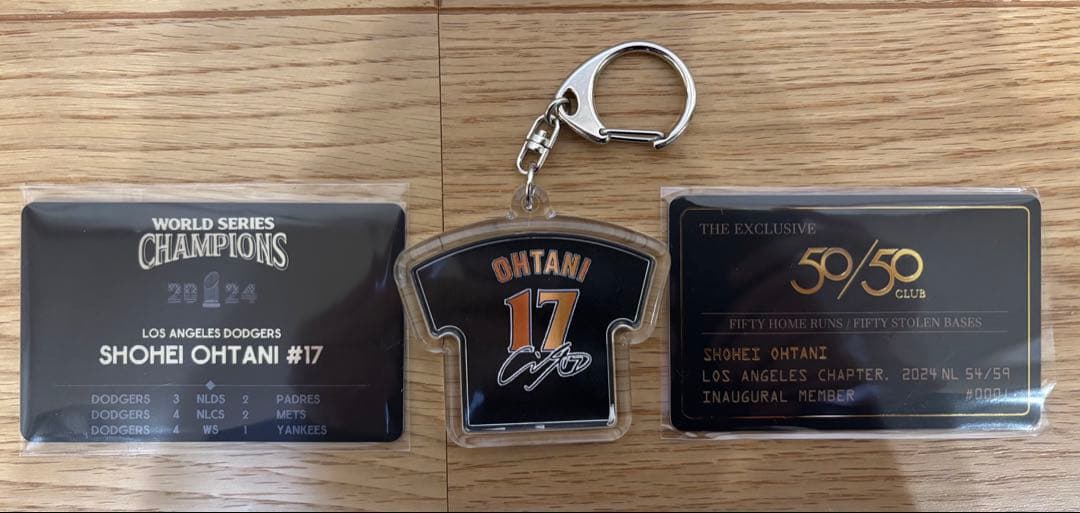 WORLD SERIES
CHAMPIONS
2024
LOS ANGELES DODGERS
SHOHEI OHTANI #17
DODGERS 3 NLDS 2 PADRES
DODGERS 4 NLCS 2 METS
DODGERS 4 WS 1 YANKEES
OHTANI
17
THE EXCLUSIVE
50/50
CLUB
FIFTY HOME RUNS / FIFTY STOLEN BASES
SHOHEI OHTANI
LOS ANGELES CHAPTER. 2024 NL 54/59
INAUGURAL MEMBER #0001